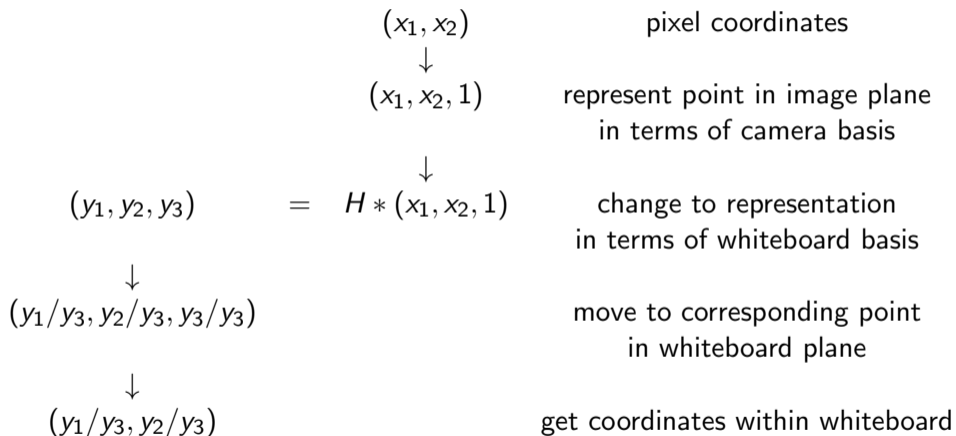 (x₁, x₂) pixel coordinates
↓
(x₁, x₂, 1) represent point in image plane
in terms of camera basis
↓
(y₁, y₂, y₃) = H ∗ (x₁, x₂, 1) change to representation
in terms of whiteboard basis
↓
(y₁/y₃, y₂/y₃, y₃/y₃) move to corresponding point
in whiteboard plane
↓
(y₁/y₃, y₂/y₃) get coordinates within whiteboard